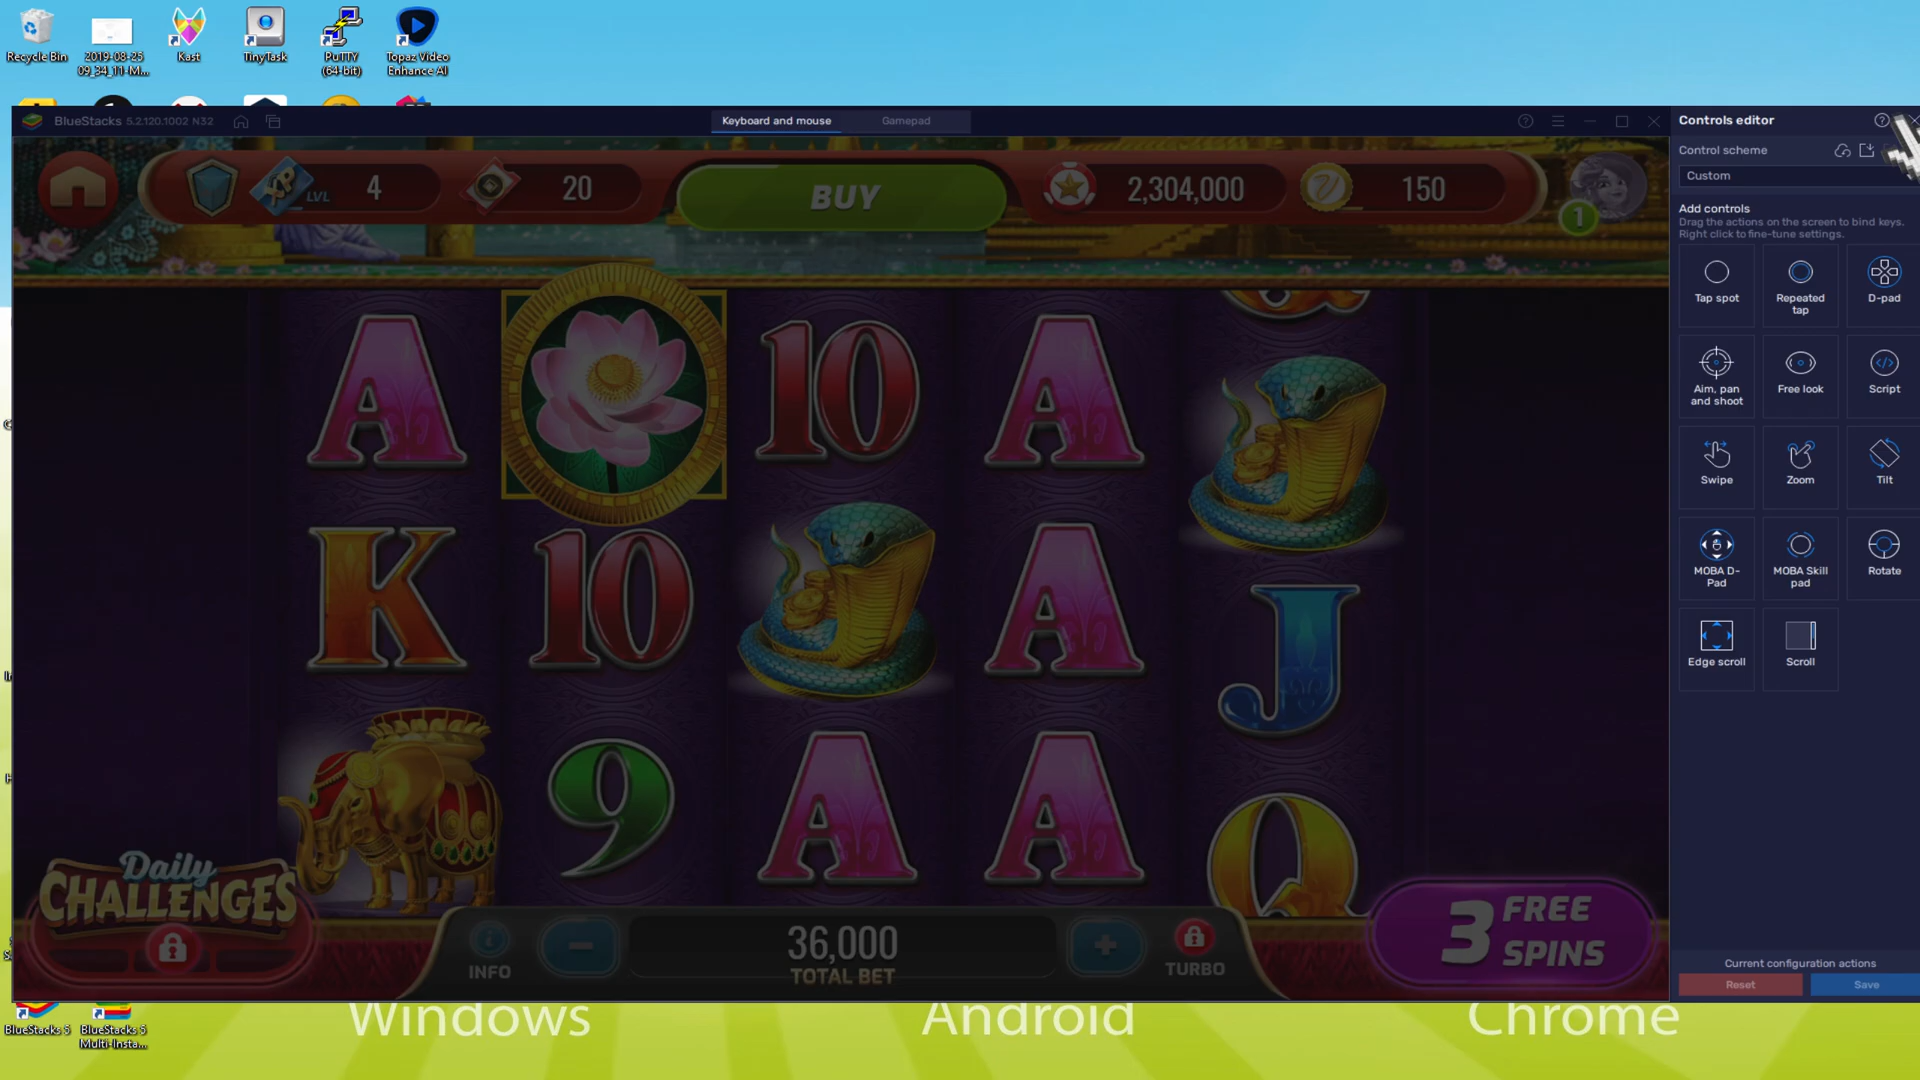 Recycle Bin
2019-08-25
09_34_11-M...
Kast
TinyTask
PuTTY
(64-bit)
Topaz Video
Enhance AI
BlueStacks 5.2.120.1002 N32
Keyboard and mouse
Gamepad
Controls editor
Control scheme
Custom
XP LVL 4
20
BUY
2,304,000
150
1
Add controls
Drag the actions on the screen to bind keys.
Right click to fine-tune settings.
Tap spot
Repeated
tap
D-pad
Aim, pan
and shoot
Free look
Script
Swipe
Zoom
Tilt
MOBA D-
Pad
MOBA Skill
pad
Rotate
Edge scroll
Scroll
A
10
A
K
10
A
J
9
A
A
Q
Daily
CHALLENGES
INFO
36,000
TOTAL BET
TURBO
3 FREE
SPINS
Current configuration actions
Reset
Save
BlueStacks 5
BlueStacks 5
Multi-Insta...
Windows
Android
Chrome